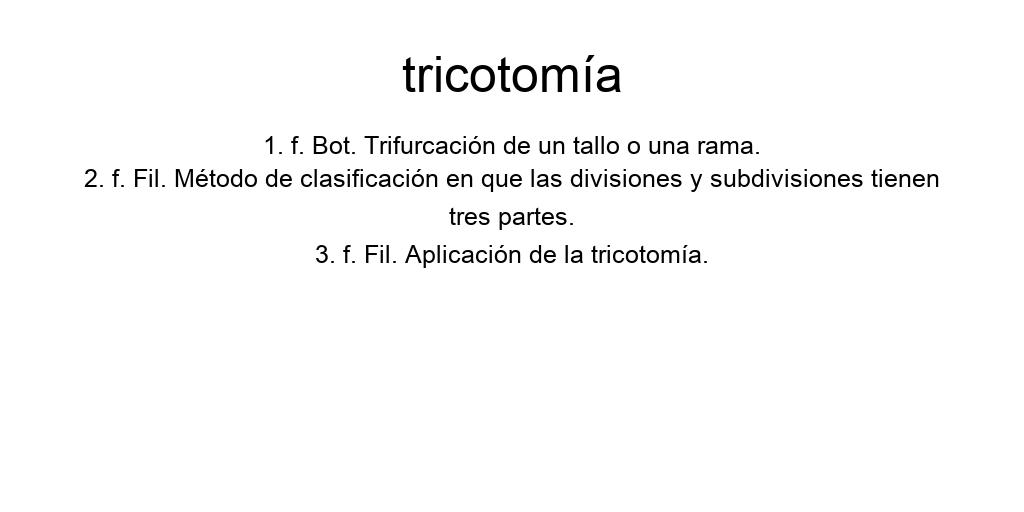 tricotomía
1. f. Bot. Trifurcación de un tallo o una rama.
2. f. Fil. Método de clasificación en que las divisiones y subdivisiones tienen
tres partes.
3. f. Fil. Aplicación de la tricotomía.